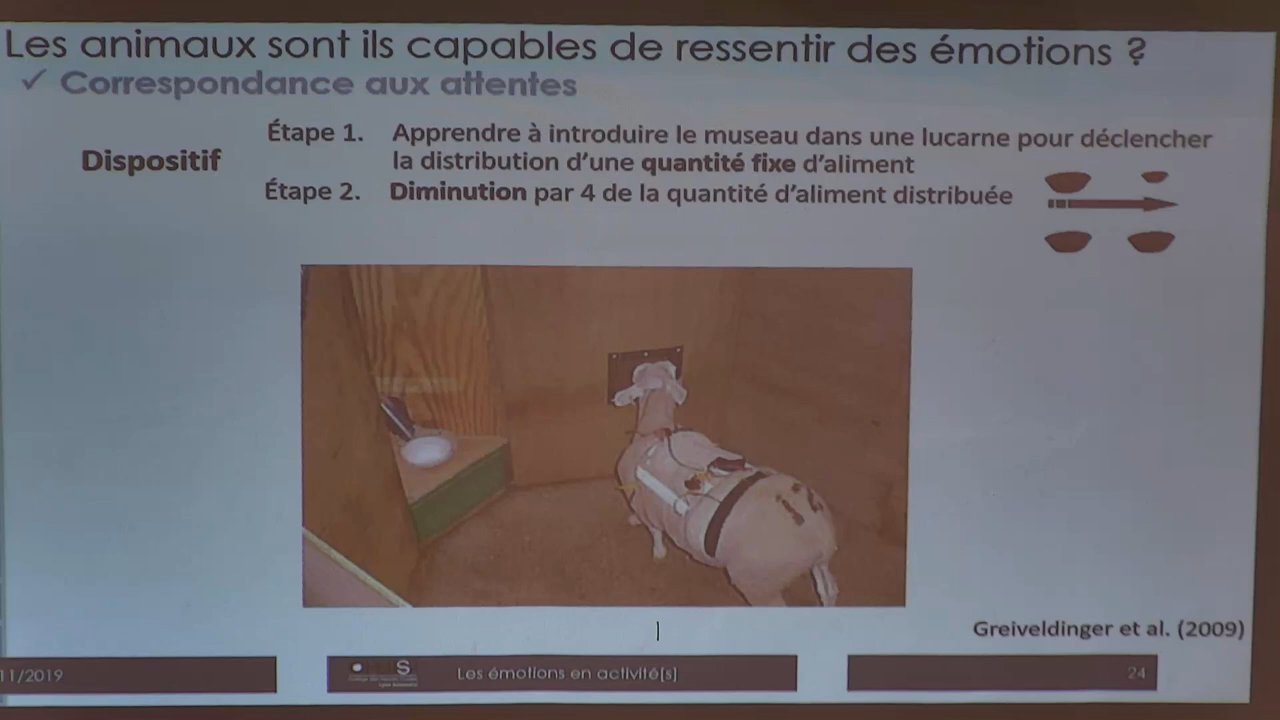 Les animaux sont ils capables de ressentir des émotions ?
✓ Correspondance aux attentes
Dispositif
Étape 1. Apprendre à introduire le museau dans une lucarne pour déclencher
la distribution d'une quantité fixe d'aliment
Étape 2. Diminution par 4 de la quantité d'aliment distribuée
12
Greiveldinger et al. (2009)
11/2019
S
Les émotions en activité(s)
24